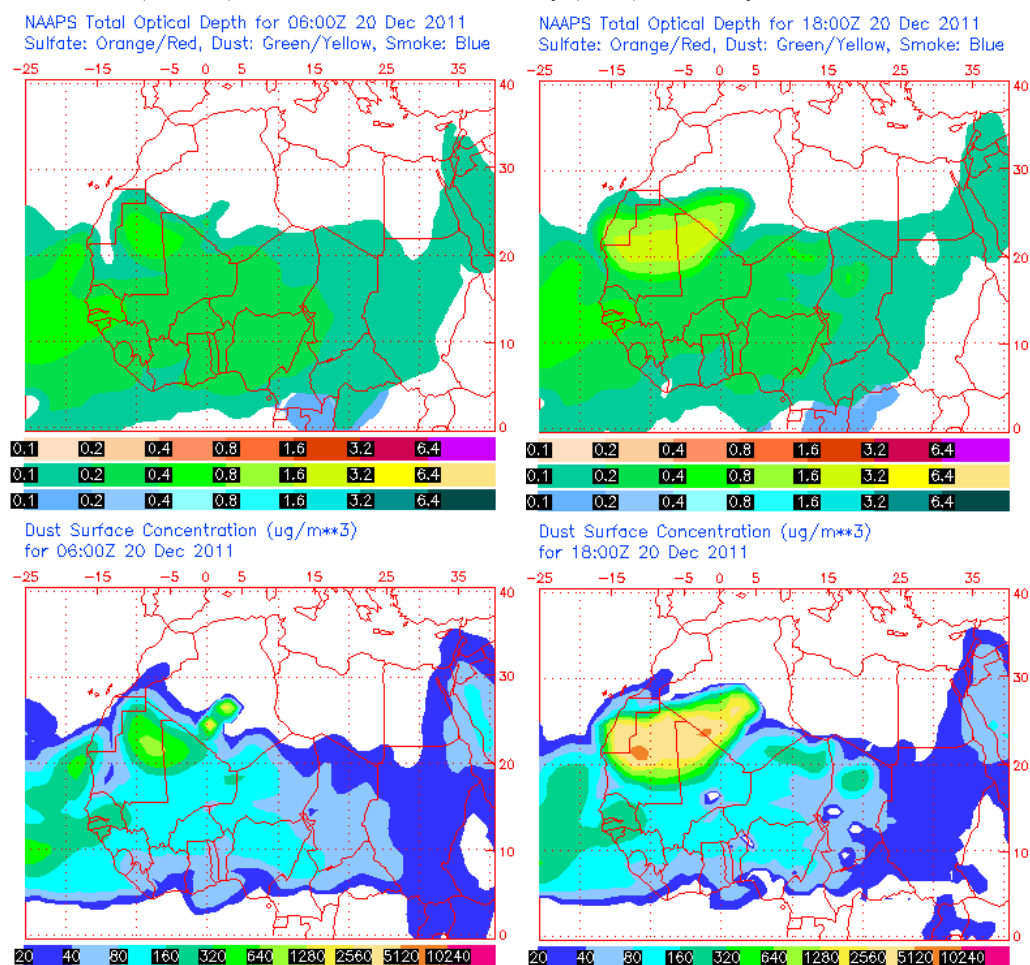 NAAPS Total Optical Depth for 06:00Z 20 Dec 2011
Sulfate: Orange/Red, Dust: Green/Yellow, Smoke: Blue
-25 -15 -5 0 5 15 25 35
40
30
20
10
0
0.1 0.2 0.4 0.8 1.6 3.2 6.4
0.1 0.2 0.4 0.8 1.6 3.2 6.4
0.1 0.2 0.4 0.8 1.6 3.2 6.4
NAAPS Total Optical Depth for 18:00Z 20 Dec 2011
Sulfate: Orange/Red, Dust: Green/Yellow, Smoke: Blue
-25 -15 -5 0 5 15 25 35
40
30
20
10
0
0.1 0.2 0.4 0.8 1.6 3.2 6.4
0.1 0.2 0.4 0.8 1.6 3.2 6.4
0.1 0.2 0.4 0.8 1.6 3.2 6.4
Dust Surface Concentration (ug/m**3)
for 06:00Z 20 Dec 2011
-25 -15 -5 0 5 15 25 35
40
30
20
10
0
20 40 80 160 320 640 1280 2560 5120 10240
Dust Surface Concentration (ug/m**3)
for 18:00Z 20 Dec 2011
-25 -15 -5 0 5 15 25 35
40
30
20
10
0
20 40 80 160 320 640 1280 2560 5120 10240